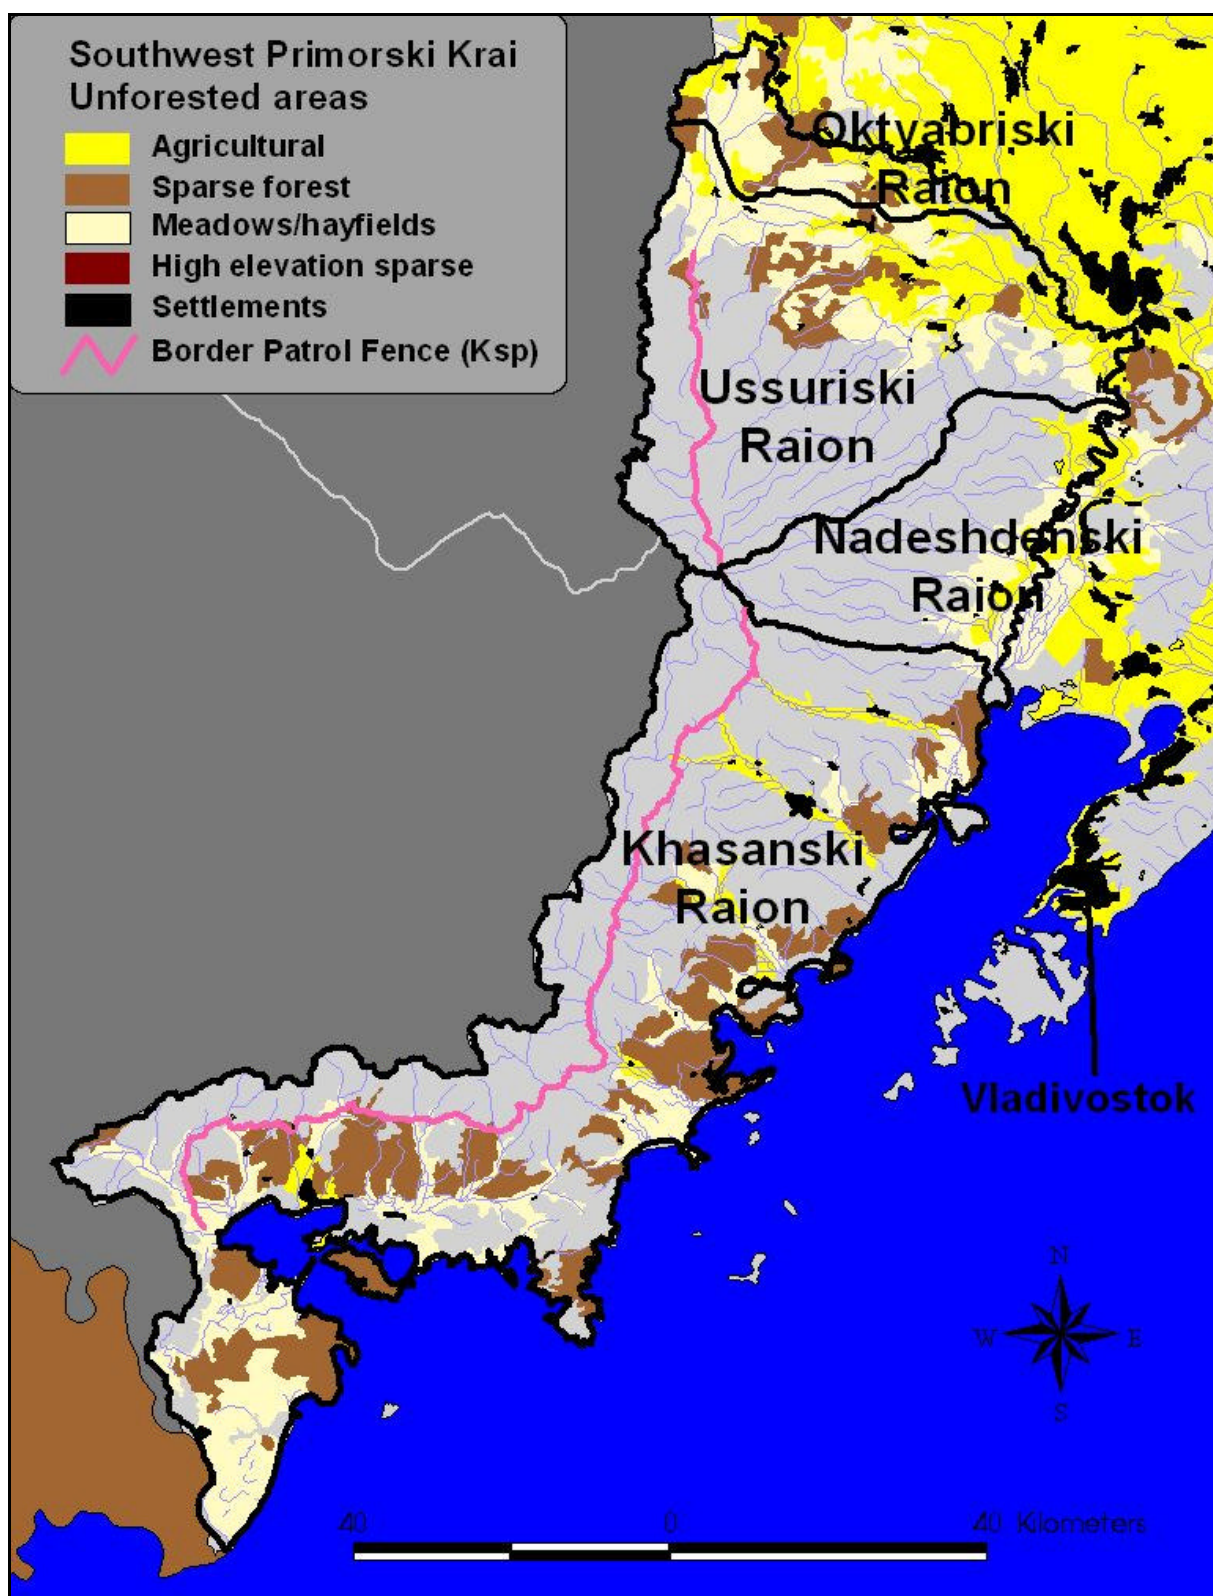 Southwest Primorski Krai
Unforested areas
Agricultural
Sparse forest
Meadows/hayfields
High elevation sparse
Settlements
Border Patrol Fence (Ksp)
Oktyabriski
Raion
Ussuriski
Raion
Nadeshdenski
Raion
Khasanski
Raion
Vladivostok
N
W E
S
40 0 40 Kilometers